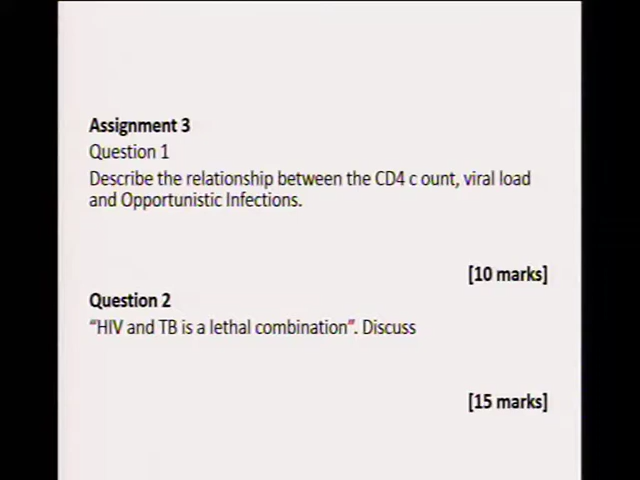 Assignment 3
Question 1
Describe the relationship between the CD4 c ount, viral load
and Opportunistic Infections.
[10 marks]
Question 2
“HIV and TB is a lethal combination”. Discuss
[15 marks]